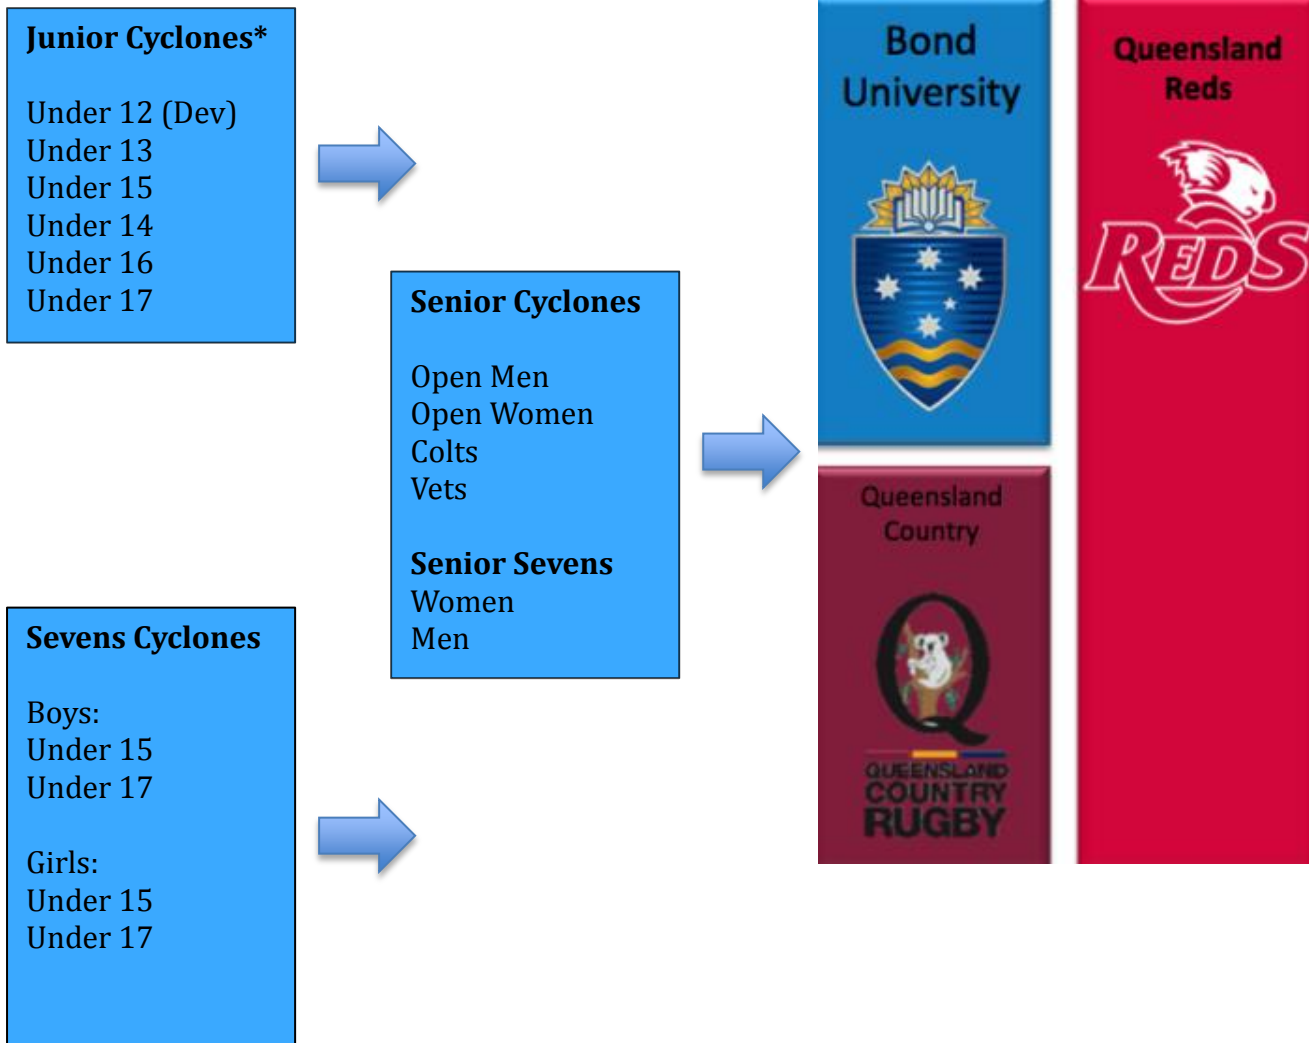 Junior Cyclones*
Under 12 (Dev)
Under 13
Under 15
Under 14
Under 16
Under 17
Sevens Cyclones
Boys:
Under 15
Under 17
Girls:
Under 15
Under 17
Senior Cyclones
Open Men
Open Women
Colts
Vets
Senior Sevens
Women
Men
Bond
University
Queensland
Country
Q
QUEENSLAND
COUNTRY
RUGBY
Queensland
Reds
REDS